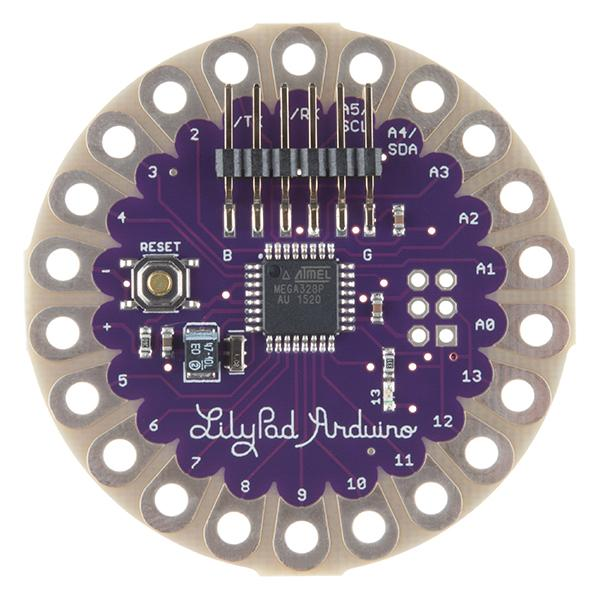 /TX
/RX
A5/
SCL
A4/
SDA
2
3
4
-
+
5
6
7
8
9
10
11
12
13
A0
A1
A2
A3
RESET
B
G
ATMEL
MEGA328P
AU 1520
13
LilyPad Arduino